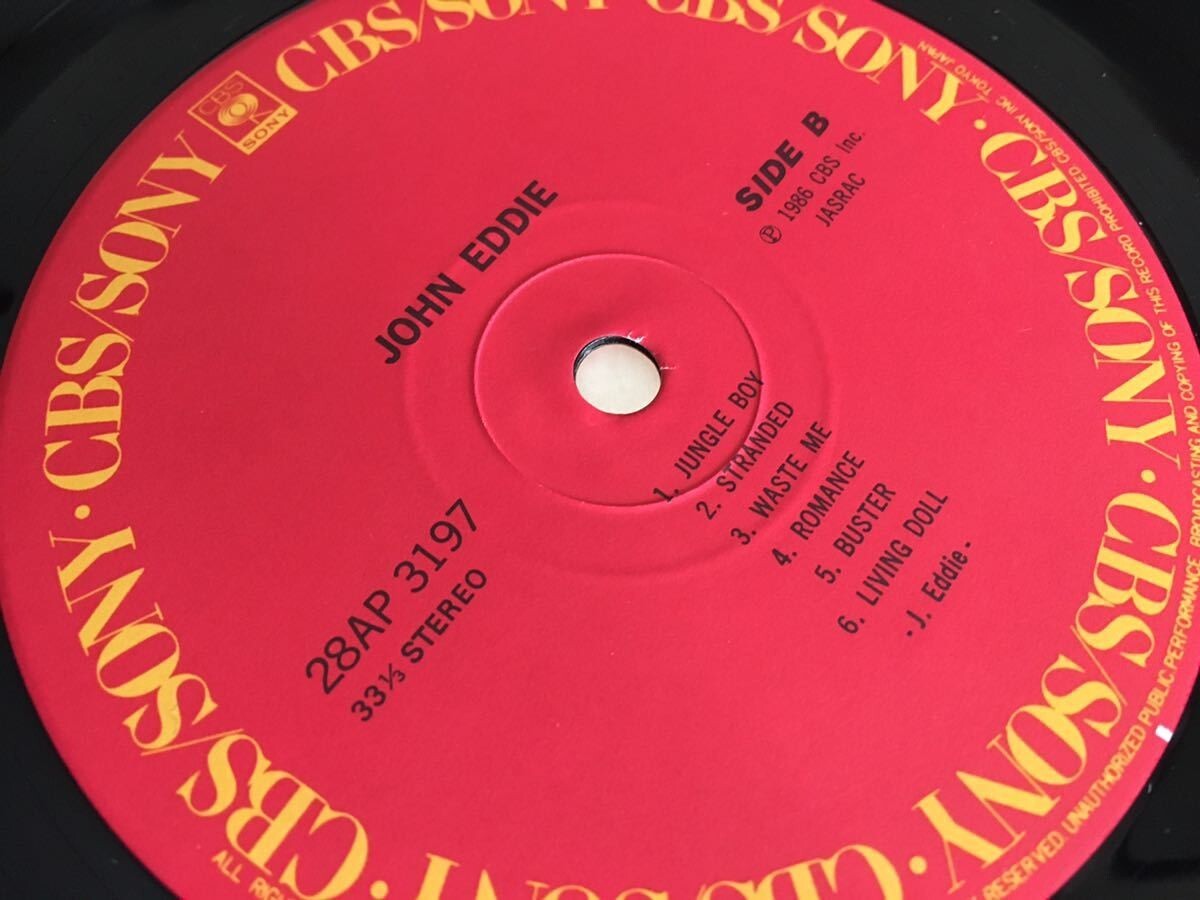 JOHN EDDIE
SIDE B
Ⓟ 1986 CBS Inc.
JASRAC
28AP 3197
33⅓ STEREO
1. JUNGLE BOY
2. STRANDED
3. WASTE ME
4. ROMANCE
5. BUSTER
6. LIVING DOLL
- J. Eddie -
CBS
SONY
CBS/SONY · CBS/SONY CBS/SONY · CBS/SONY · CBS/SONY · CBS/SONY · CBS/SONY · CBS/SONY
ALL RESERVED. UNAUTHORIZED PUBLIC PERFORMANCE, BROADCASTING AND COPYING OF THIS RECORD PROHIBITED. CBS/SONY INC. TOKYO JAPAN